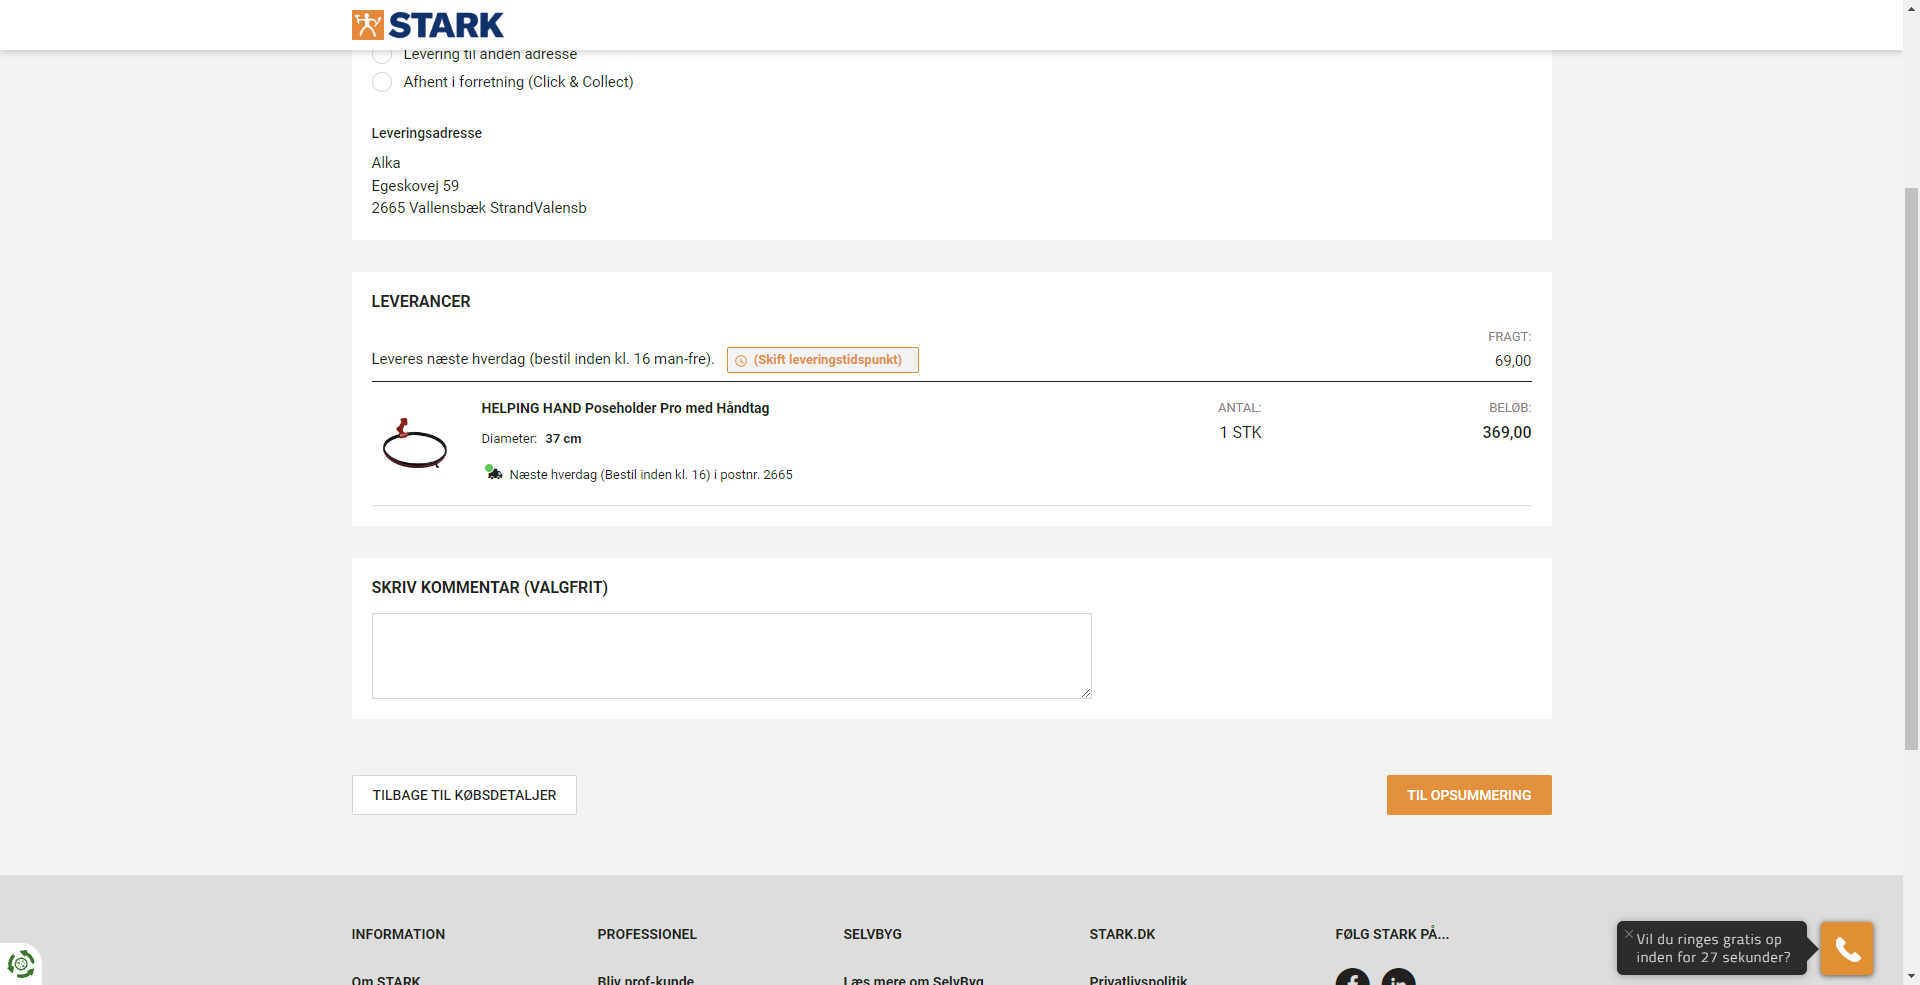 STARK
Levering til anden adresse
Afhent i forretning (Click & Collect)
Leveringsadresse
Alka
Egeskovej 59
2665 Vallensbæk StrandValensb
LEVERANCER
FRAGT:
Leveres næste hverdag (bestil inden kl. 16 man-fre). (Skift leveringstidspunkt) 69,00
HELPING HAND Poseholder Pro med Håndtag ANTAL: BELØB:
1 STK 369,00
Diameter: 37 cm
Næste hverdag (Bestil inden kl. 16) i postnr. 2665
SKRIV KOMMENTAR (VALGFRIT)
TILBAGE TIL KØBSDETALJER TIL OPSUMMERING
INFORMATION PROFESSIONEL SELVBYG STARK.DK FØLG STARK PÅ...
Vil du ringes gratis op
inden for 27 sekunder?
Om STARK Bliv prof-kunde Læs mere om SelvByg Privatlivspolitik